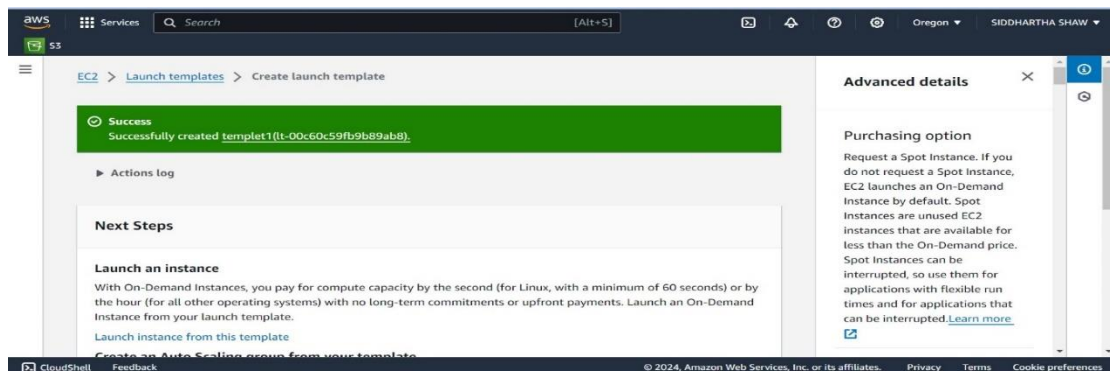 aws
Services
Search
[Alt+S]
Oregon
SIDDHARTHA SHAW
S3
EC2 > Launch templates > Create launch template
Success
Successfully created templet1(lt-00c60c59fb9b89ab8).
Actions log
Next Steps
Launch an instance
With On-Demand Instances, you pay for compute capacity by the second (for Linux, with a minimum of 60 seconds) or by
the hour (for all other operating systems) with no long-term commitments or upfront payments. Launch an On-Demand
Instance from your launch template.
Launch instance from this template
Create an Auto Scaling group from your template
Advanced details
Purchasing option
Request a Spot Instance. If you
do not request a Spot Instance,
EC2 launches an On-Demand
Instance by default. Spot
Instances are unused EC2
instances that are available for
less than the On-Demand price.
Spot Instances can be
interrupted, so use them for
applications with flexible run
times and for applications that
can be interrupted.Learn more
CloudShell
Feedback
© 2024, Amazon Web Services, Inc. or its affiliates.
Privacy
Terms
Cookie preferences